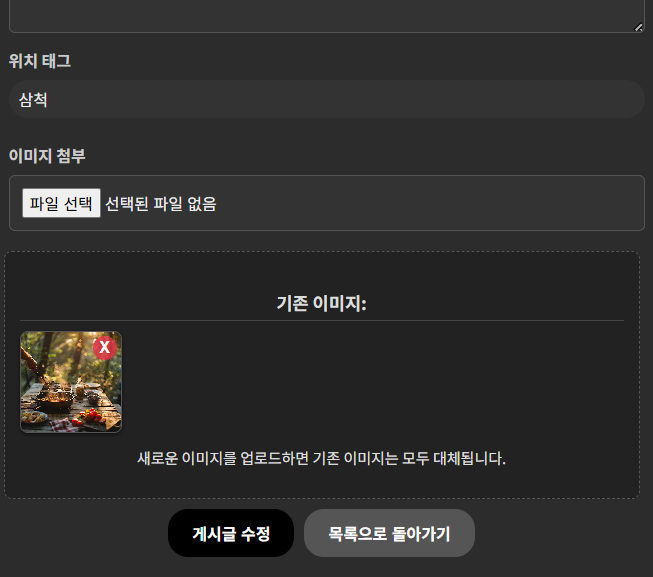 위치 태그
삼척
이미지 첨부
파일 선택 선택된 파일 없음
기존 이미지:
X
새로운 이미지를 업로드하면 기존 이미지는 모두 대체됩니다.
게시글 수정 목록으로 돌아가기